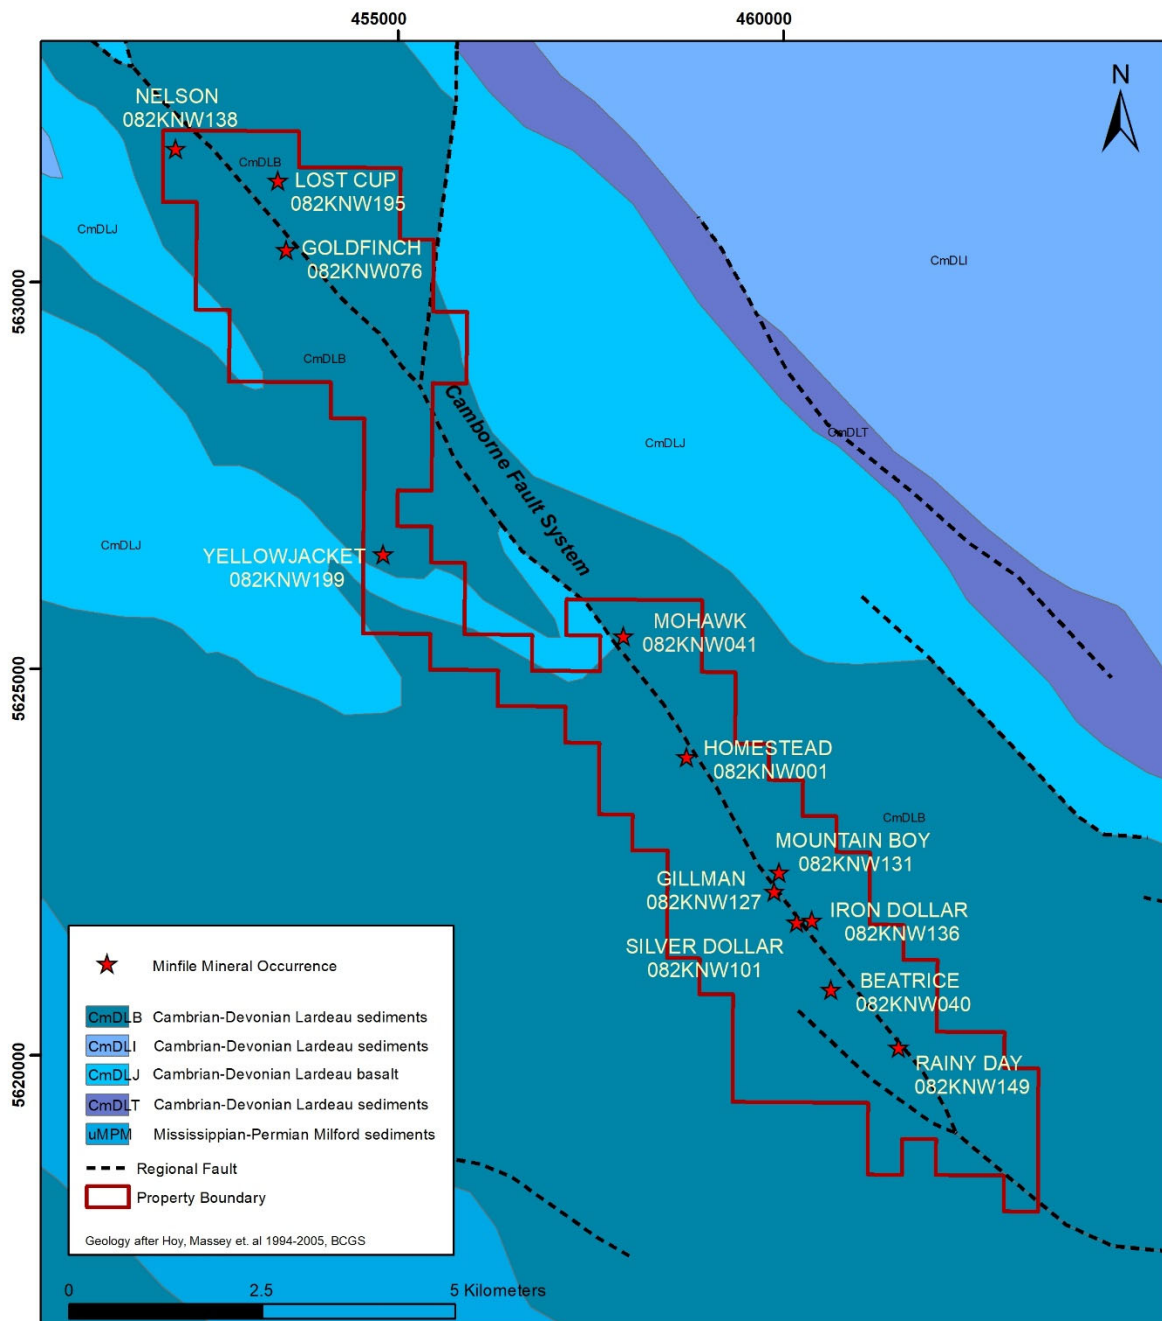 455000
460000
N
NELSON
082KNW138
CmDLB
LOST CUP
082KNW195
CmDLJ
GOLDFINCH
082KNW076
CmDLI
5630000
CmDLB
Camborne Fault System
CmDLT
CmDLJ
CmDLJ
YELLOWJACKET
082KNW199
MOHAWK
082KNW041
5625000
HOMESTEAD
082KNW001
CmDLB
MOUNTAIN BOY
082KNW131
GILLMAN
082KNW127
IRON DOLLAR
082KNW136
SILVER DOLLAR
082KNW101
BEATRICE
082KNW040
5620000
RAINY DAY
082KNW149
Minfile Mineral Occurrence
CmDLB Cambrian-Devonian Lardeau sediments
CmDLI Cambrian-Devonian Lardeau sediments
CmDLJ Cambrian-Devonian Lardeau basalt
CmDLT Cambrian-Devonian Lardeau sediments
uMPM Mississippian-Permian Milford sediments
Regional Fault
Property Boundary
Geology after Hoy, Massey et. al 1994-2005, BCGS
0 2.5 5 Kilometers